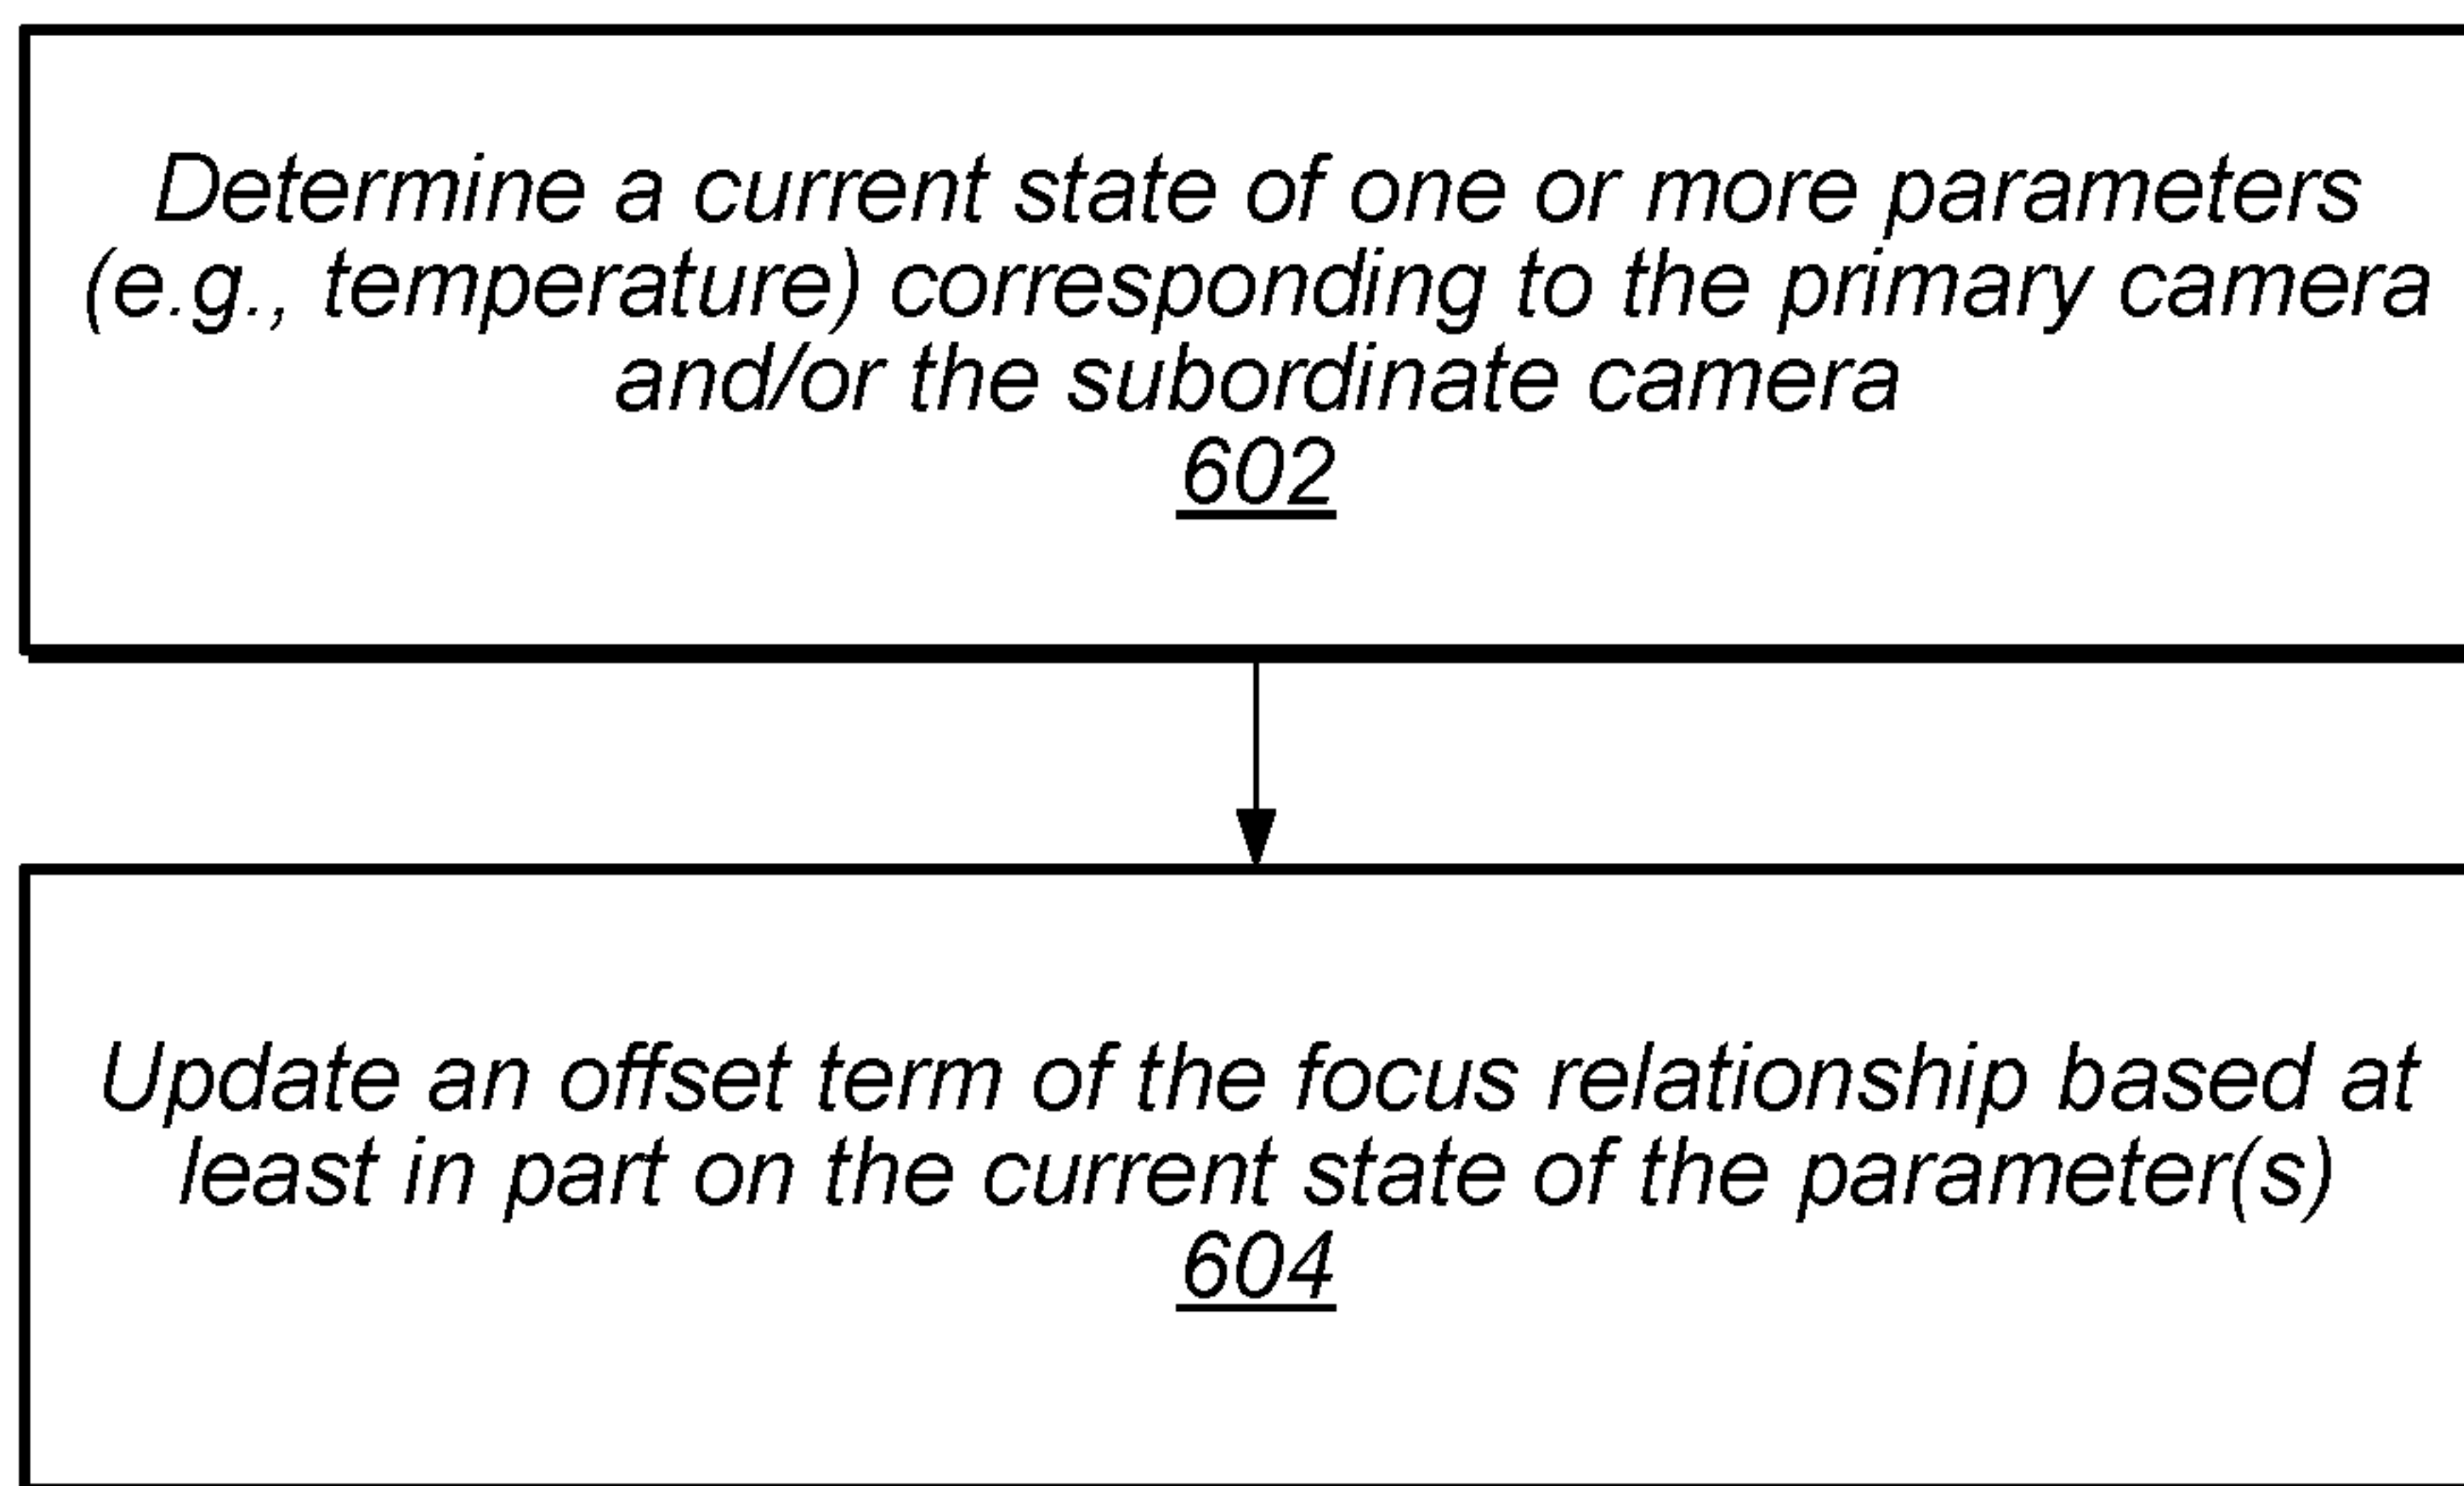 Determine a current state of one or more parameters
(e.g., temperature) corresponding to the primary camera
and/or the subordinate camera
602
Update an offset term of the focus relationship based at
least in part on the current state of the parameter(s)
604